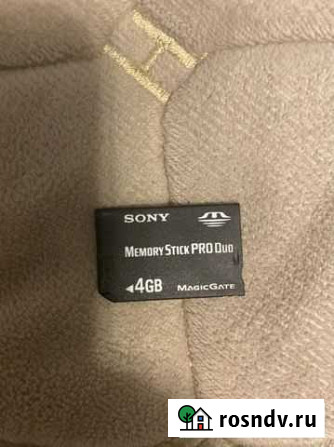 H
SONY
MEMORY STICK PRO DUO
◄4GB MAGICGATE
rosndv.ru